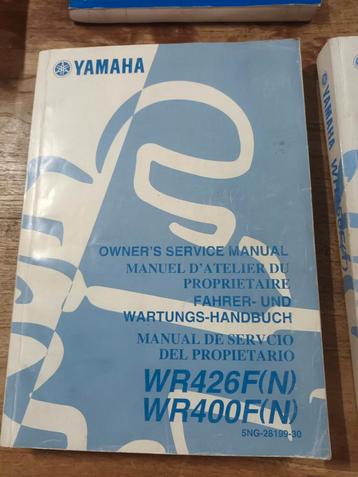 YAMAHA
OWNER'S SERVICE MANUAL
MANUEL D'ATELIER DU
PROPRIETAIRE
FAHRER- UND
WARTUNGS-HANDBUCH
MANUAL DE SERVCIO
DEL PROPIETARIO
WR426F(N)
WR400F(N)
5NG-28199-30
YAMAHA